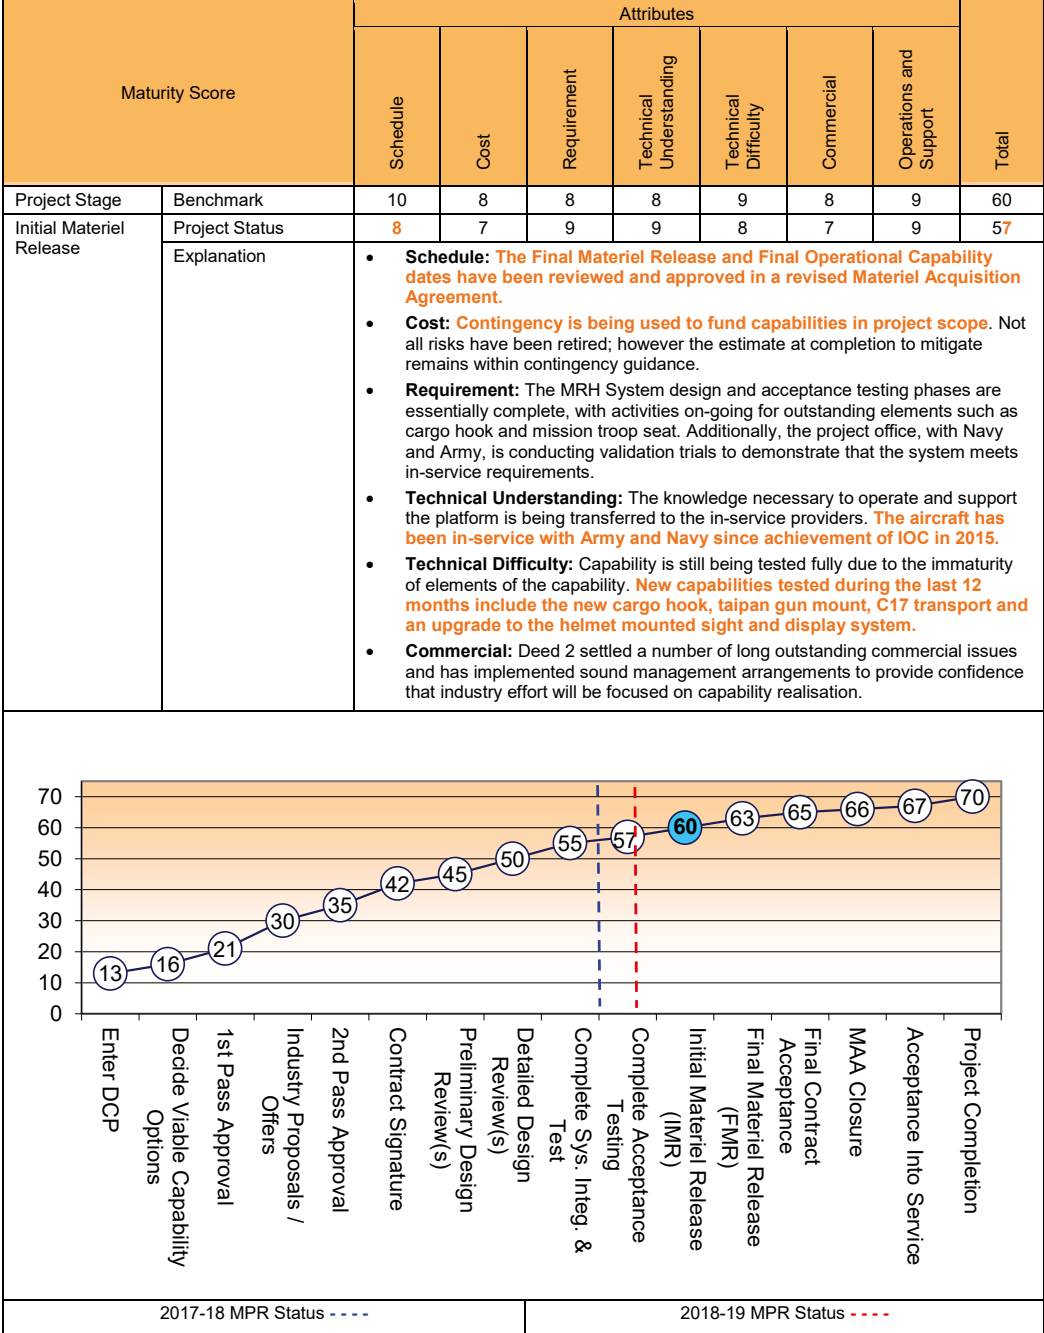 Maturity Score
Attributes
Schedule
Cost
Requirement
Technical
Understanding
Technical
Difficulty
Commercial
Operations and
Support
Total
Project Stage Benchmark 10 8 8 8 9 8 9 60
Initial Materiel
Release
Project Status 8 7 9 9 8 7 9 57
Explanation
• Schedule: The Final Materiel Release and Final Operational Capability
dates have been reviewed and approved in a revised Materiel Acquisition
Agreement.
• Cost: Contingency is being used to fund capabilities in project scope. Not
all risks have been retired; however the estimate at completion to mitigate
remains within contingency guidance.
• Requirement: The MRH System design and acceptance testing phases are
essentially complete, with activities on-going for outstanding elements such as
cargo hook and mission troop seat. Additionally, the project office, with Navy
and Army, is conducting validation trials to demonstrate that the system meets
in-service requirements.
• Technical Understanding: The knowledge necessary to operate and support
the platform is being transferred to the in-service providers. The aircraft has
been in-service with Army and Navy since achievement of IOC in 2015.
• Technical Difficulty: Capability is still being tested fully due to the immaturity
of elements of the capability. New capabilities tested during the last 12
months include the new cargo hook, taipan gun mount, C17 transport and
an upgrade to the helmet mounted sight and display system.
• Commercial: Deed 2 settled a number of long outstanding commercial issues
and has implemented sound management arrangements to provide confidence
that industry effort will be focused on capability realisation.
70
60
50
40
30
20
10
0
13
16
21
30
35
42
45
50
55
57
60
63
65
66
67
70
Enter DCP
Decide Viable Capability
Options
1st Pass Approval
Industry Proposals /
Offers
2nd Pass Approval
Contract Signature
Preliminary Design
Review(s)
Detailed Design
Review(s)
Complete Sys. Integ. &
Test
Complete Acceptance
Testing
Initial Materiel Release
(IMR)
Final Materiel Release
(FMR)
Final Contract
Acceptance
MAA Closure
Acceptance Into Service
Project Completion
2017-18 MPR Status - - - -
2018-19 MPR Status - - - -